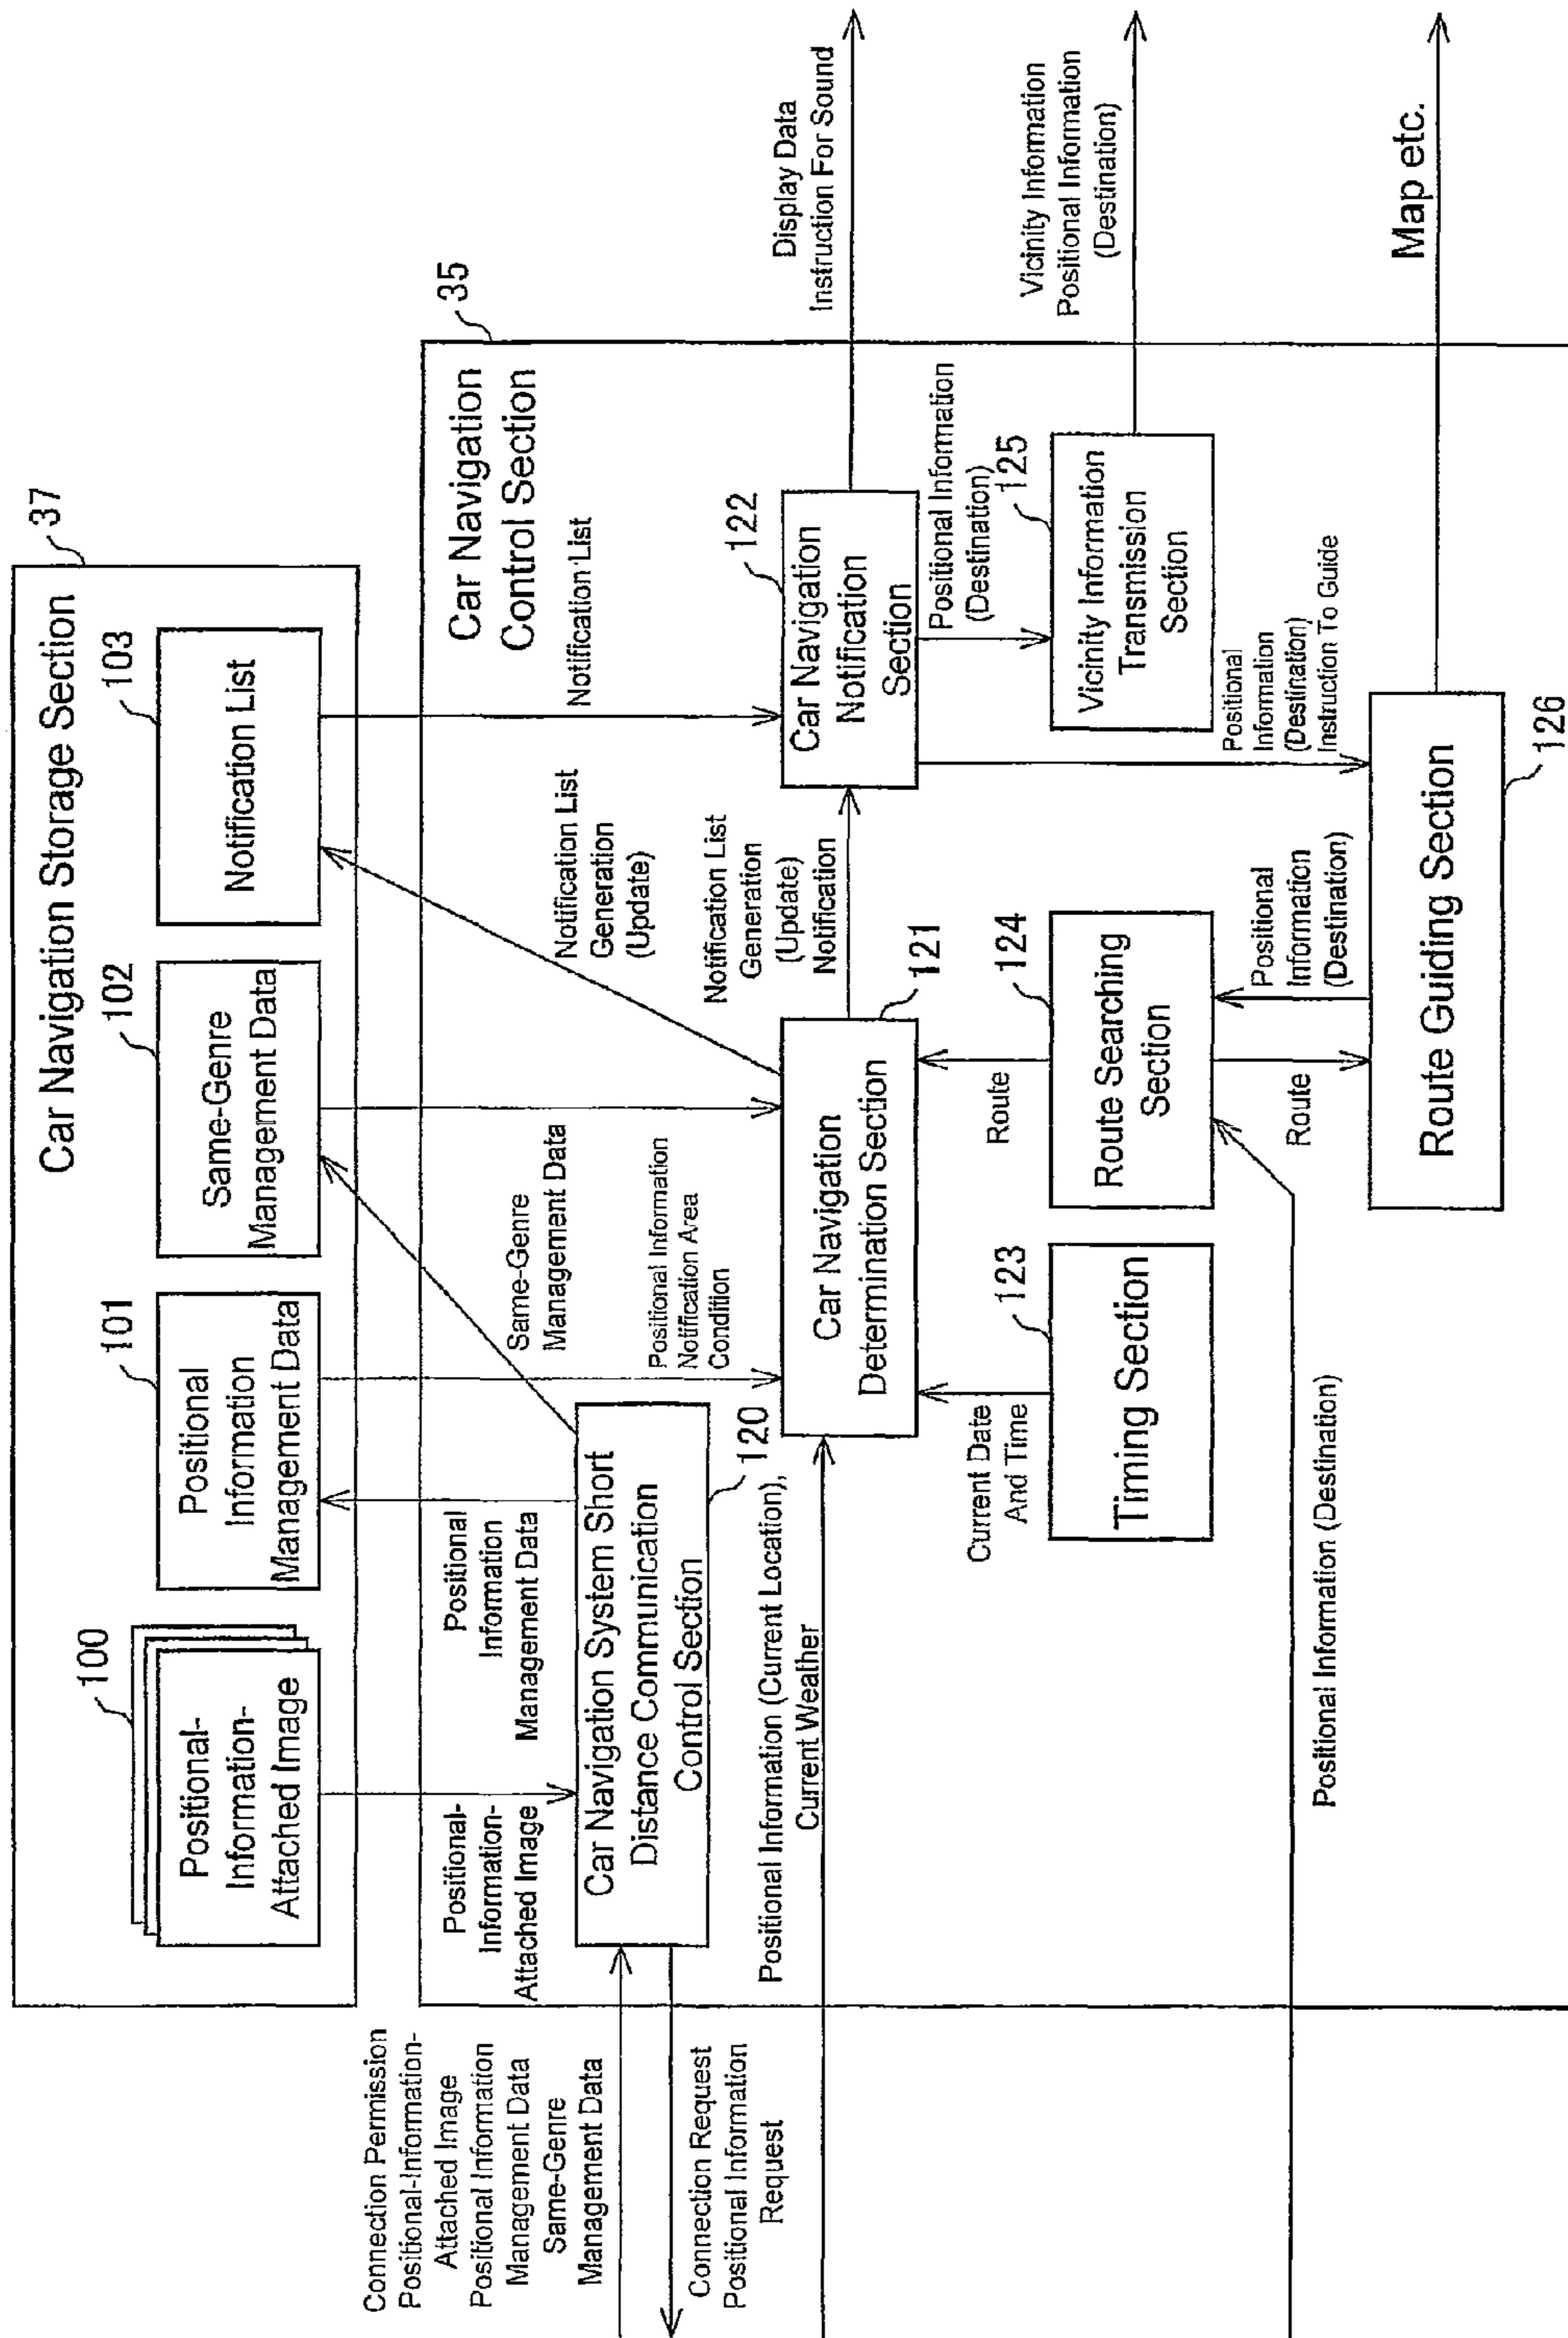 Car Navigation Storage Section
37
100
Positional-
Information-
Attached Image
101
Positional
Information
Management Data
102
Same-Genre
Management Data
103
Notification List
35
Car Navigation
Control Section
Connection Permission
Positional-Information-
Attached Image
Positional Information
Management Data
Same-Genre
Management Data
Connection Request
Positional Information
Request
Positional-
Information-
Attached Image
Positional
Information
Management Data
Same-Genre
Management Data
Notification List
Generation
(Update)
Notification List
Car Navigation System Short
Distance Communication
Control Section
120
Positional Information
Notification Area
Condition
Positional Information (Current Location),
Current Weather
Car Navigation
Determination Section
121
Notification List
Generation
(Update)
Notification
Car Navigation
Notification
Section
122
Display Data
Instruction For Sound
Current Date
And Time
Timing Section
123
Route
Route Searching
Section
124
Positional Information
(Destination)
Vicinity Information
Transmission
Section
125
Vicinity Information
Positional Information
(Destination)
Positional Information (Destination)
Route
Positional
Information
(Destination)
Positional
Information
(Destination)
Instruction To Guide
Route Guiding Section
126
Map etc.